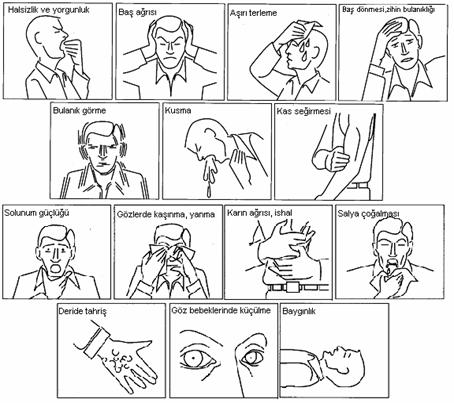 Halsizlik ve yorgunluk
Baş ağrısı
Aşırı terleme
Baş dönmesi,zihin bulanıklığı
Bulanık görme
Kusma
Kas seğirmesi
Solunum güçlüğü
Gözlerde kaşınma, yanma
Karın ağrısı, ishal
Salya çoğalması
Deride tahriş
Göz bebeklerinde küçülme
Baygınlık